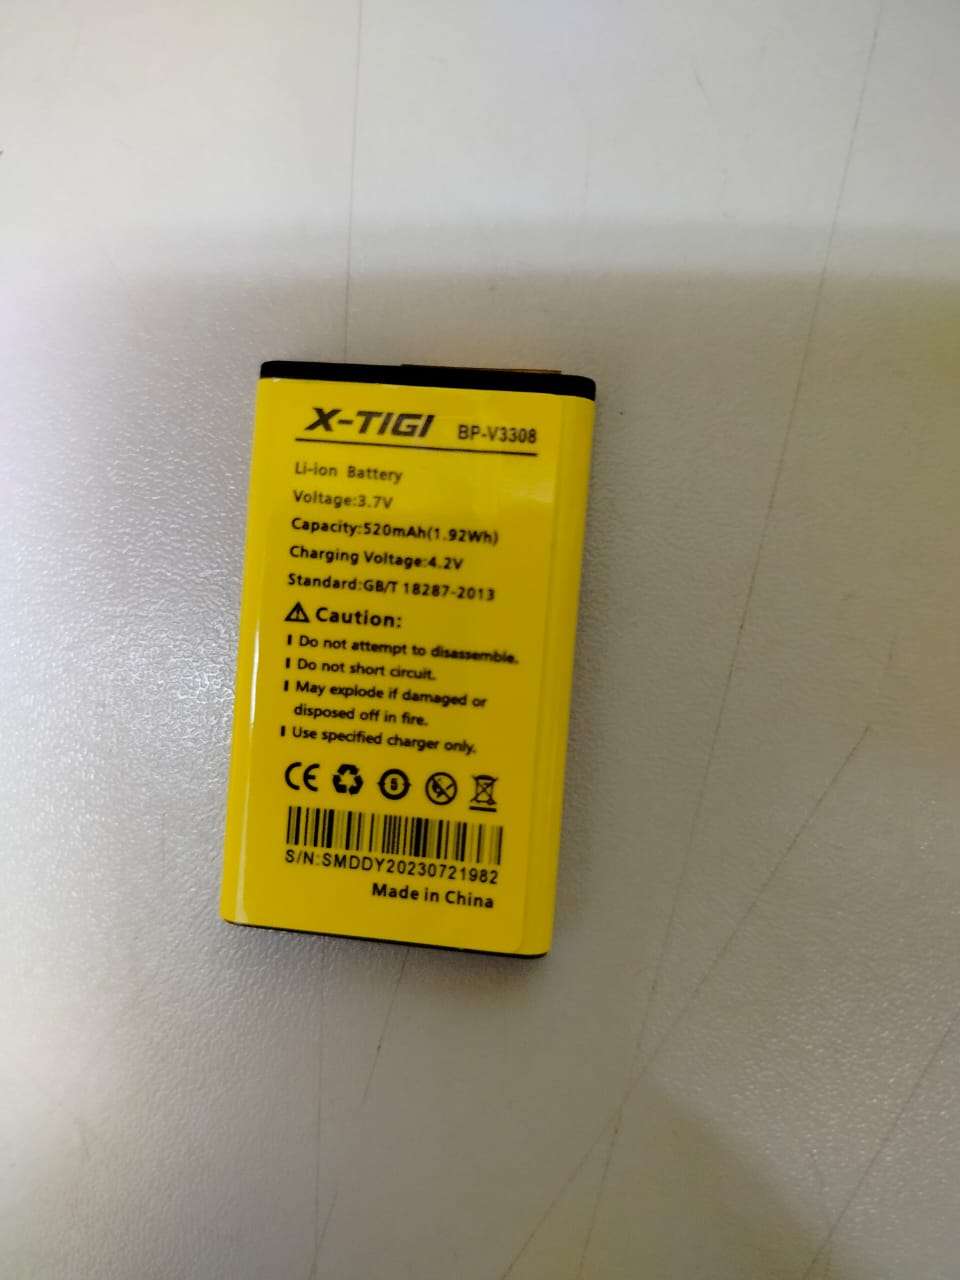 X-TIGI BP-V3308
Li-ion Battery
Voltage:3.7V
Capacity:520mAh(1.92Wh)
Charging Voltage:4.2V
Standard:GB/T 18287-2013
Caution:
Do not attempt to disassemble.
Do not short circuit.
May explode if damaged or
disposed off in fire.
Use specified charger only.
CE 5
S/N:SMDDY20230721982
Made in China